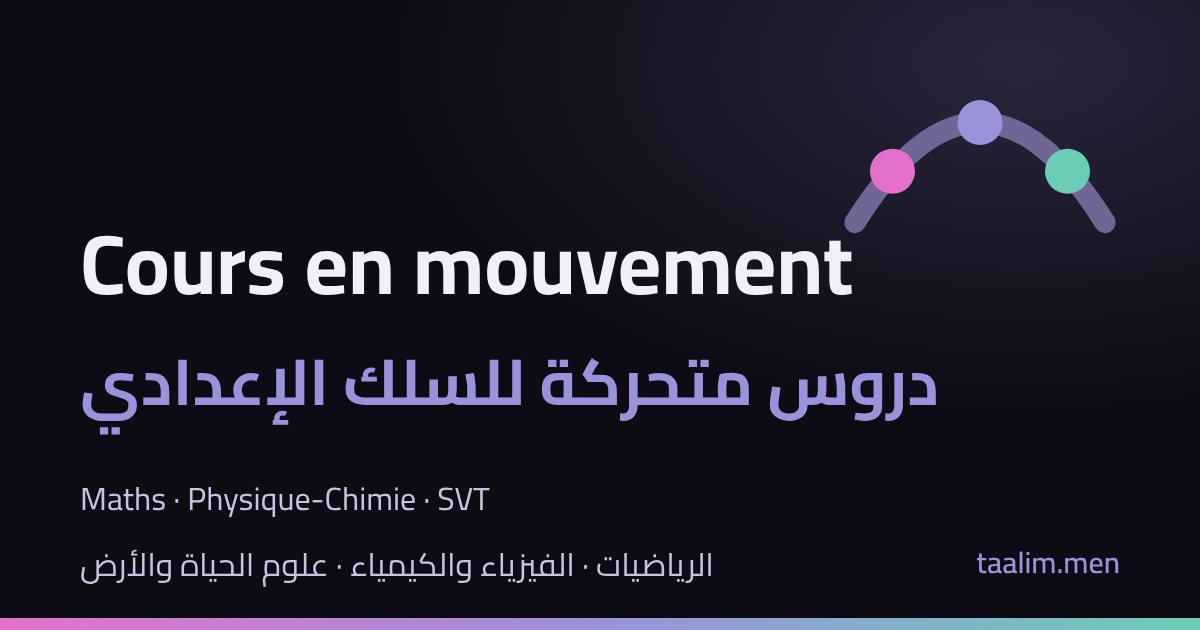 Cours en mouvement
دروس متحركة للسلك الإعدادي
Maths · Physique-Chimie · SVT
الرياضيات · الفيزياء والكيمياء · علوم الحياة والأرض
taalim.men